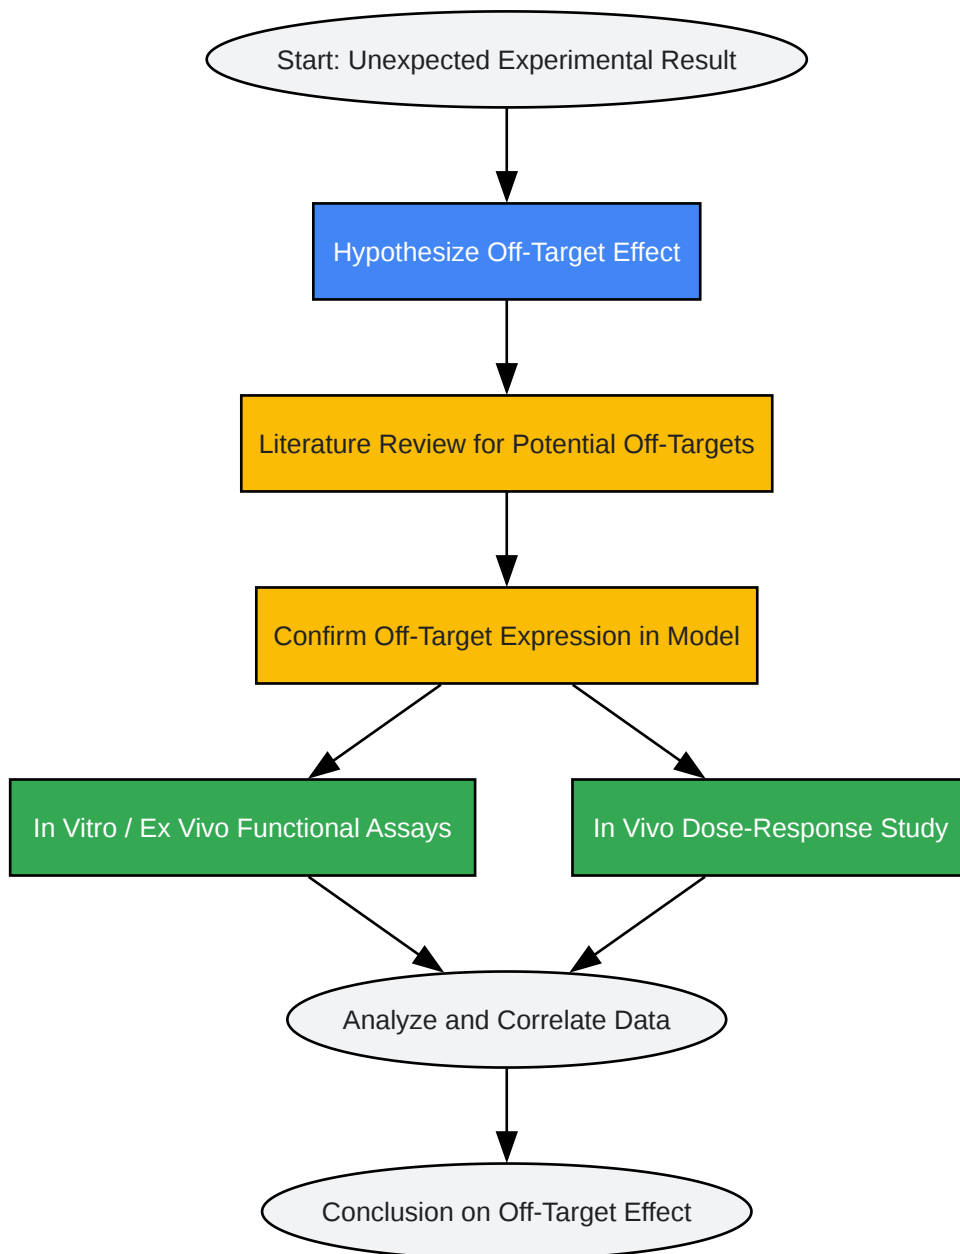 Start: Unexpected Experimental Result
Hypothesize Off-Target Effect
Literature Review for Potential Off-Targets
Confirm Off-Target Expression in Model
In Vitro / Ex Vivo Functional Assays
In Vivo Dose-Response Study
Analyze and Correlate Data
Conclusion on Off-Target Effect